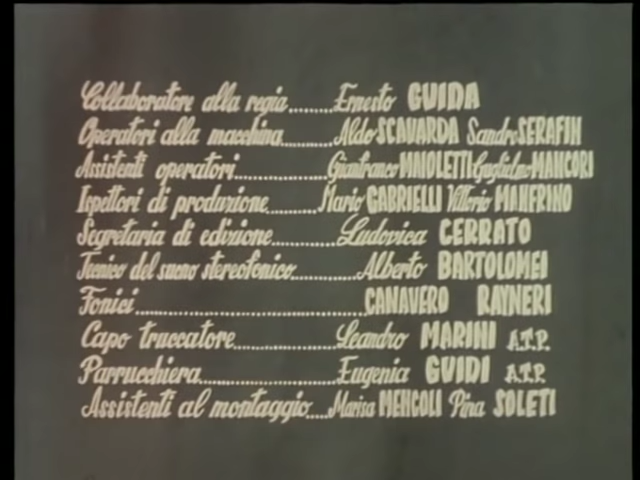 Collaboratore alla regia....... Ernesto GUIDA
Operatori alla macchina....... Aldo SCAVARDA Sandro SERAFIN
Assistenti operatori............. Gianfranco MAIOLETTI Guglielmo MANCORI
Ispettori di produzione........ Mario GABRIELLI Vittorio MANFRINO
Segretaria di edizione........... Ludovica CERRATO
Tecnico del suono stereofonico........... Alberto BARTOLOMEI
Fonici................................ CANAVERO RAYNERI
Capo truccatore................. Leandro MARINI A.T.P.
Parrucchiera....................... Eugenia GUIDI A.T.P.
Assistenti al montaggio.... Marisa MENGOLI Pina SOLETI